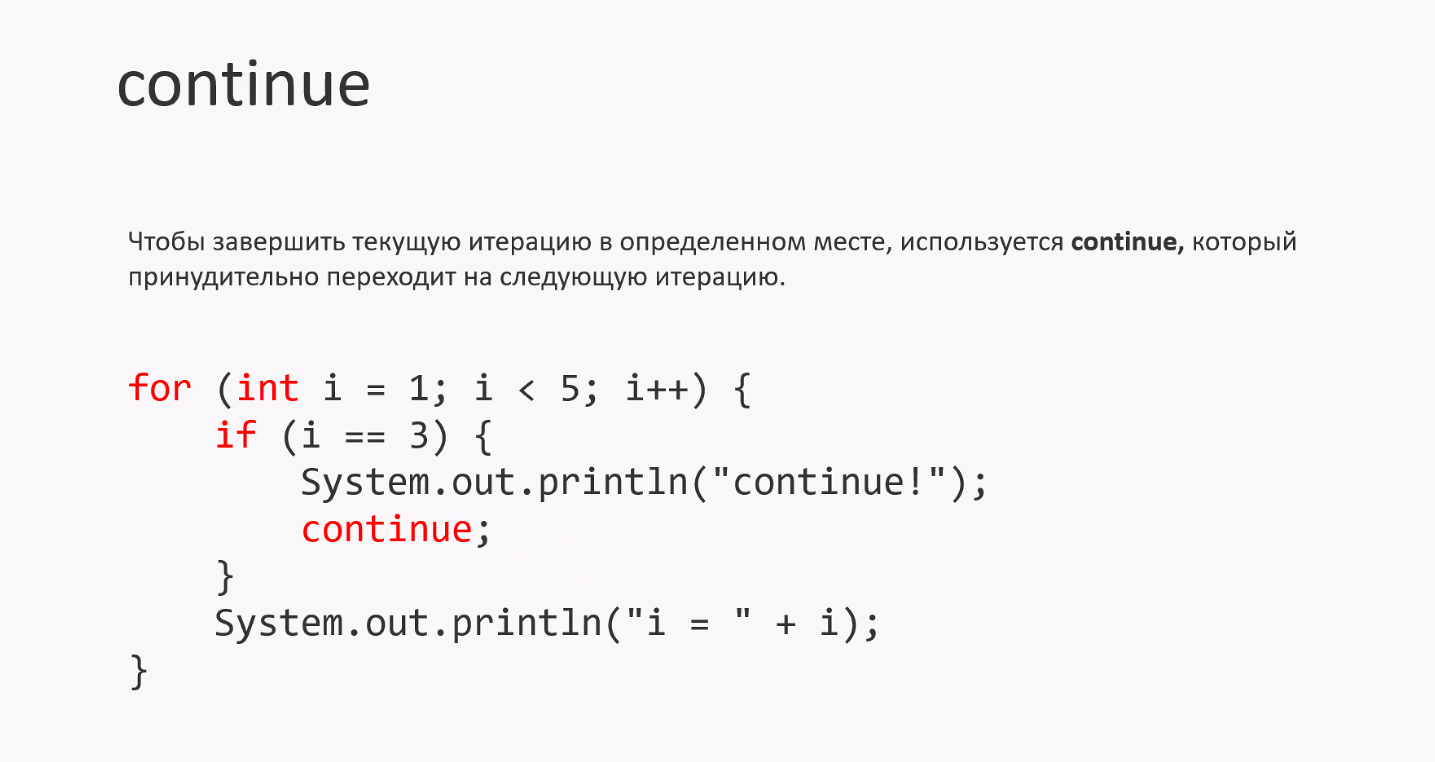 continue
Чтобы завершить текущую итерацию в определенном месте, используется continue, который
принудительно переходит на следующую итерацию.
for (int i = 1; i < 5; i++) {
    if (i == 3) {
        System.out.println("continue!");
        continue;
    }
    System.out.println("i = " + i);
}